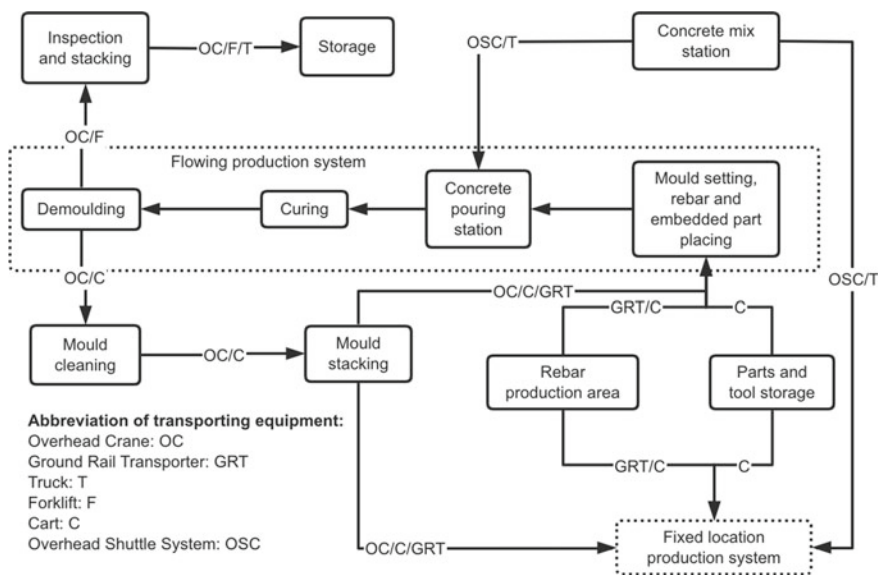 Inspection
and stacking
OC/F/T
Storage
OSC/T
Concrete mix
station
OC/F
Flowing production system
Demoulding
Curing
Concrete
pouring
station
Mould setting,
rebar and
embedded part
placing
OC/C
OC/C/GRT
OSC/T
GRT/C
C
Mould
cleaning
OC/C
Mould
stacking
Rebar
production area
Parts and
tool storage
Abbreviation of transporting equipment:
Overhead Crane: OC
Ground Rail Transporter: GRT
Truck: T
Forklift: F
Cart: C
Overhead Shuttle System: OSC
GRT/C
C
OC/C/GRT
Fixed location
production system